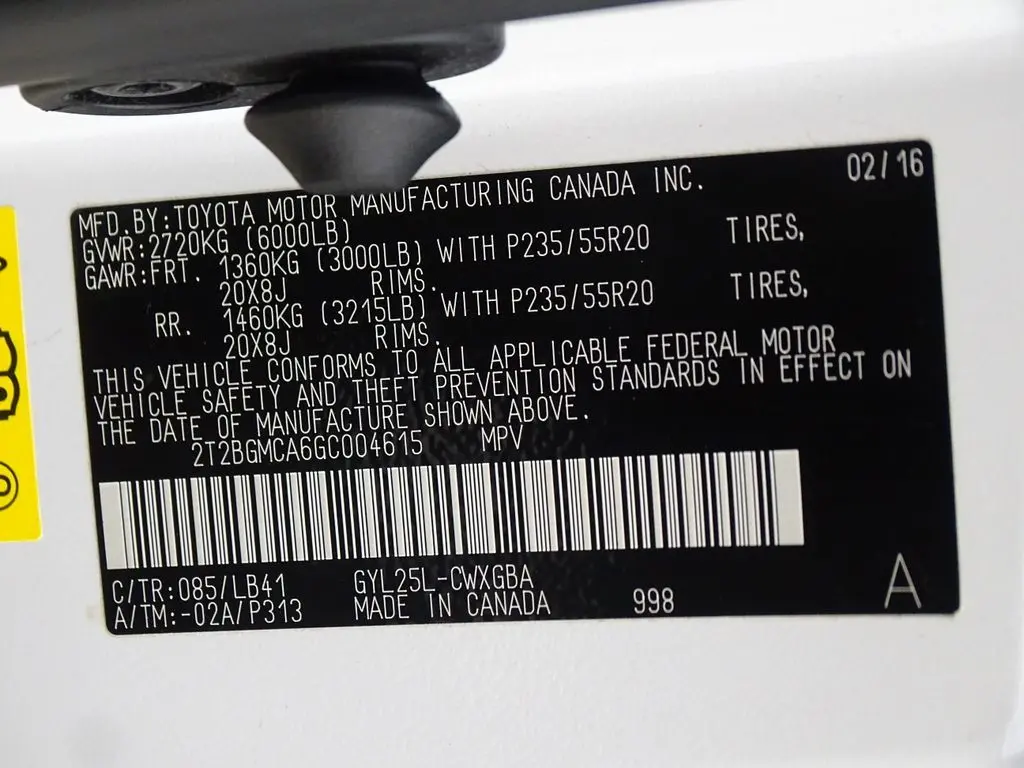 02/16
MFD.BY:TOYOTA MOTOR MANUFACTURING CANADA INC.
GVWR:2720KG (6000LB)
GAWR:FRT. 1360KG (3000LB) WITH P235/55R20 TIRES,
20X8J RIMS.
RR. 1460KG (3215LB) WITH P235/55R20 TIRES,
20X8J RIMS.
THIS VEHICLE CONFORMS TO ALL APPLICABLE FEDERAL MOTOR
VEHICLE SAFETY AND THEFT PREVENTION STANDARDS IN EFFECT ON
THE DATE OF MANUFACTURE SHOWN ABOVE.
2T2BGMCA6GC004615 MPV
C/TR:085/LB41 GYL25L-CWXGBA
A/TM:-02A/P313 MADE IN CANADA 998 A